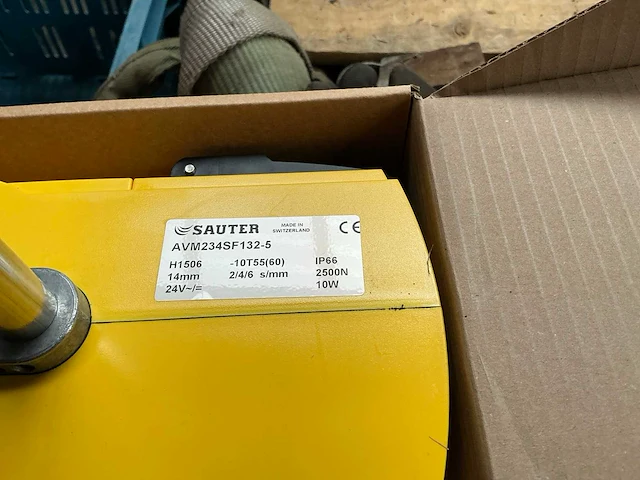 SAUTER MADE IN SWITZERLAND CE
AVM234SF132-5
H1506 -10T55(60) IP66
14mm 2/4/6 s/mm 2500N
24V~/= 10W